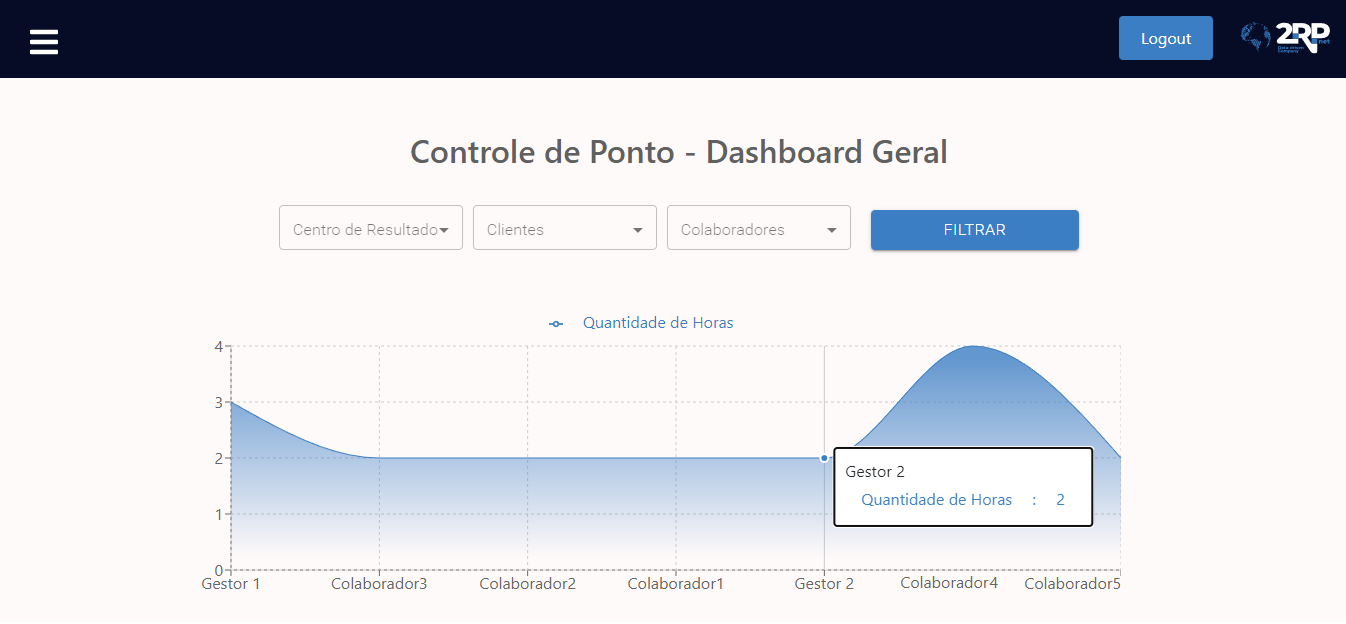 Logout
2RP
net
Controle de Ponto - Dashboard Geral
Centro de Resultado
Clientes
Colaboradores
FILTRAR
Quantidade de Horas
4
3
2
1
0
Gestor 2
Quantidade de Horas : 2
Gestor 1 Colaborador3 Colaborador2 Colaborador1 Gestor 2 Colaborador4 Colaborador5